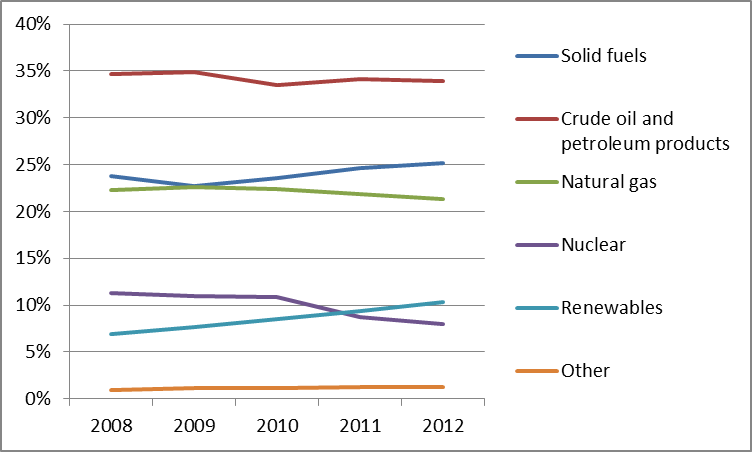 40%
35%
30%
25%
20%
15%
10%
5%
0%
2008 2009 2010 2011 2012
Solid fuels
Crude oil and
petroleum products
Natural gas
Nuclear
Renewables
Other